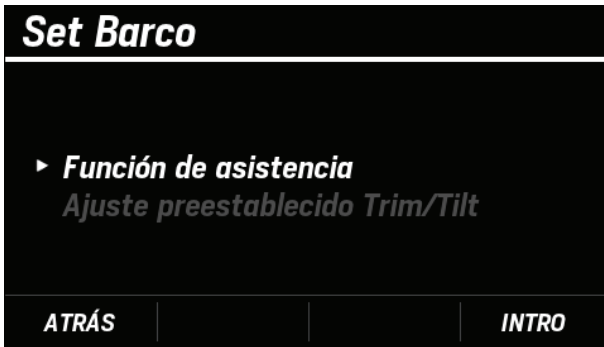 Set Barco
Función de asistencia
Ajuste preestablecido Trim/Tilt
ATRÁS INTRO